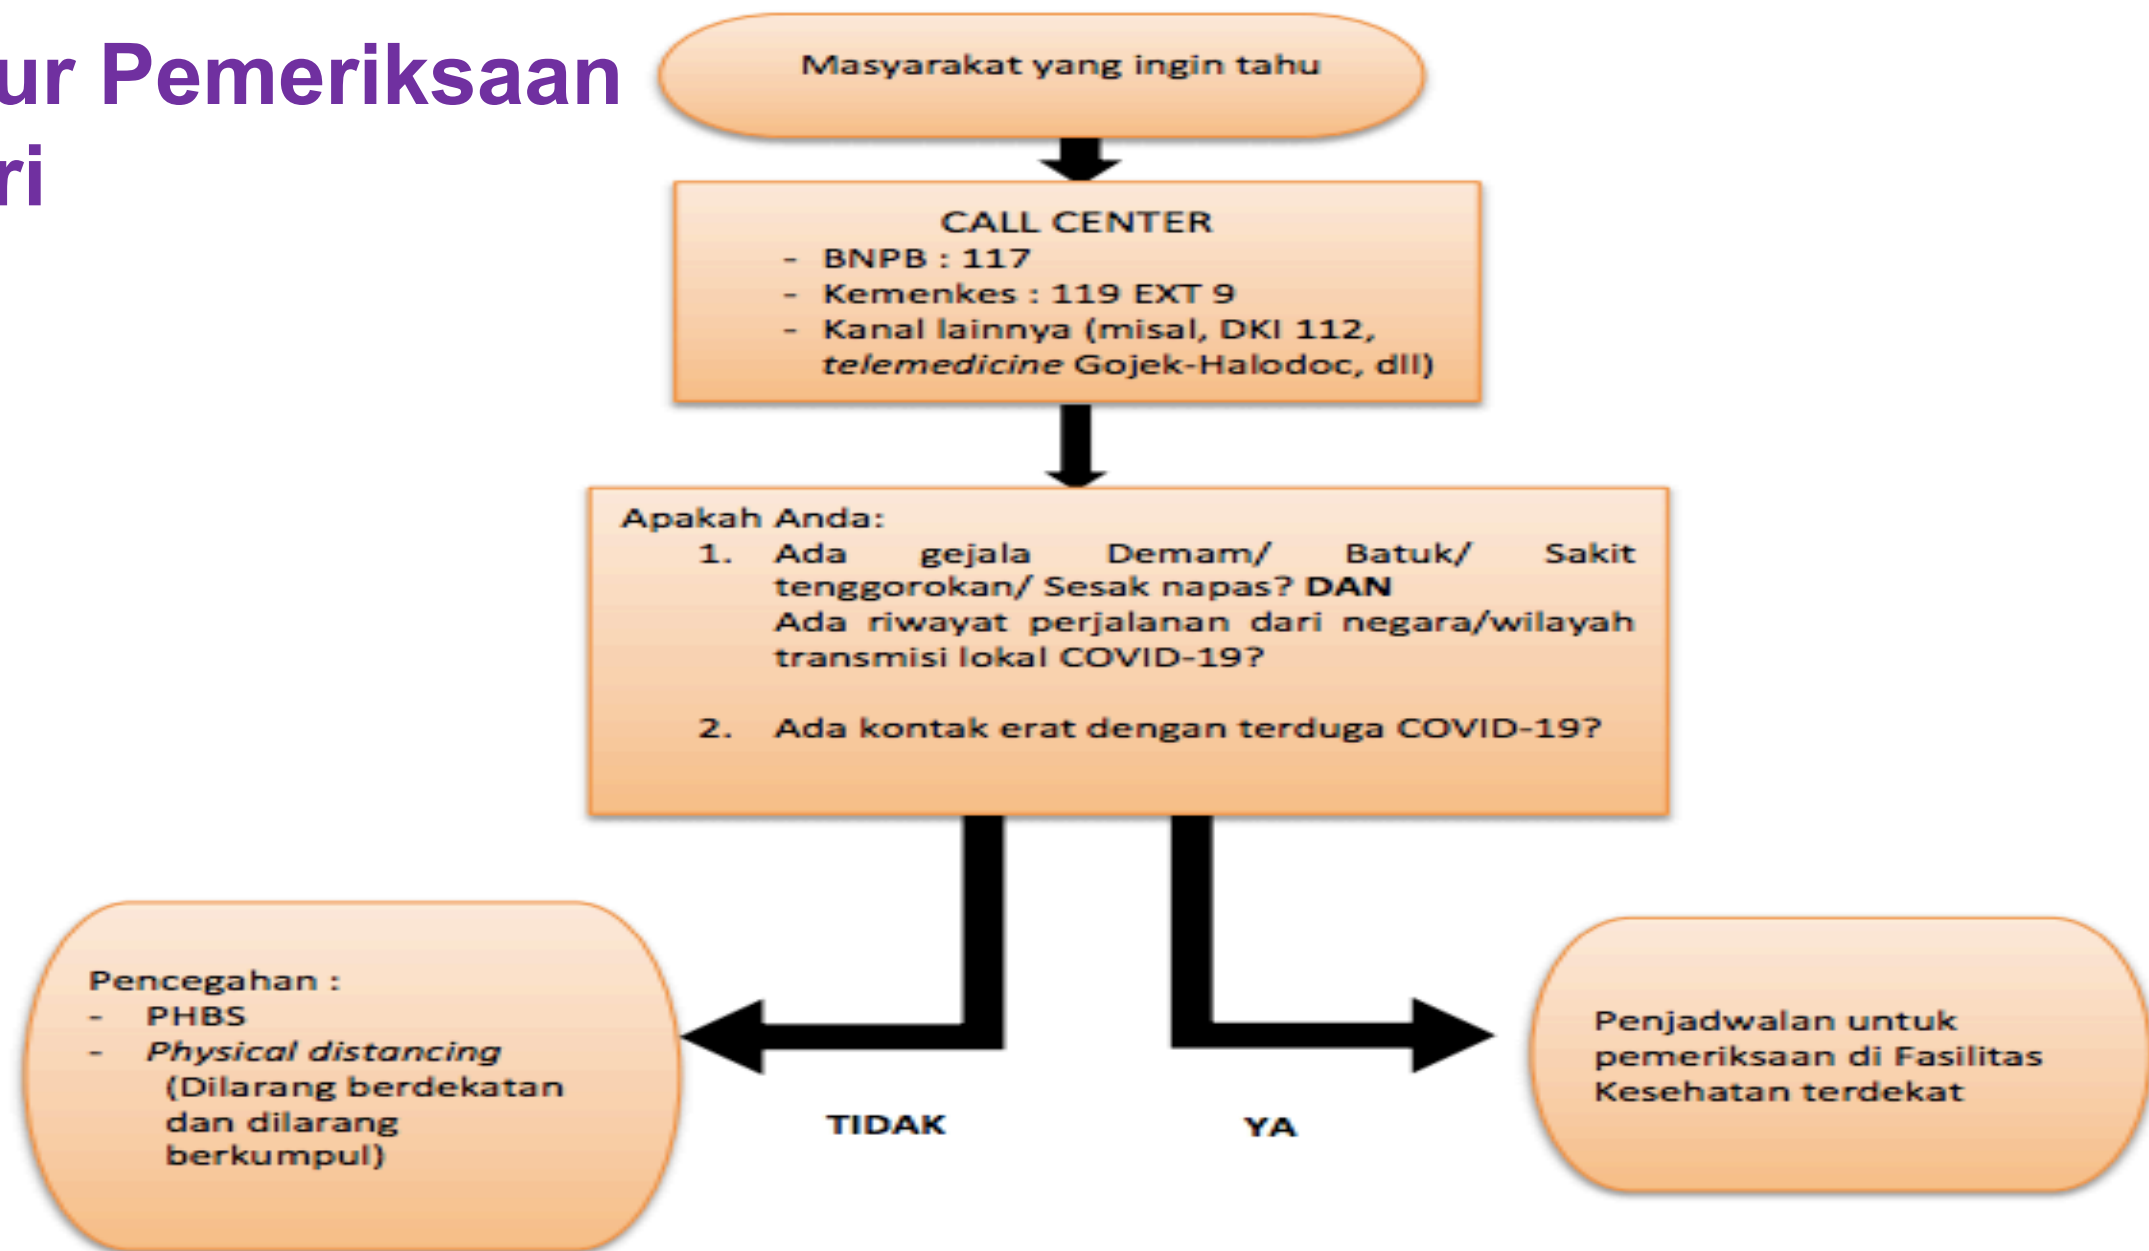 ur Pemeriksaan
ri
Masyarakat yang ingin tahu
CALL CENTER
- BNPB : 117
- Kemenkes : 119 EXT 9
- Kanal lainnya (misal, DKI 112,
telemedicine Gojek-Halodoc, dll)
Apakah Anda:
1. Ada gejala Demam/ Batuk/ Sakit
tenggorokan/ Sesak napas? DAN
Ada riwayat perjalanan dari negara/wilayah
transmisi lokal COVID-19?
2. Ada kontak erat dengan terduga COVID-19?
Pencegahan :
- PHBS
- Physical distancing
(Dilarang berdekatan
dan dilarang
berkumpul)
TIDAK
YA
Penjadwalan untuk
pemeriksaan di Fasilitas
Kesehatan terdekat